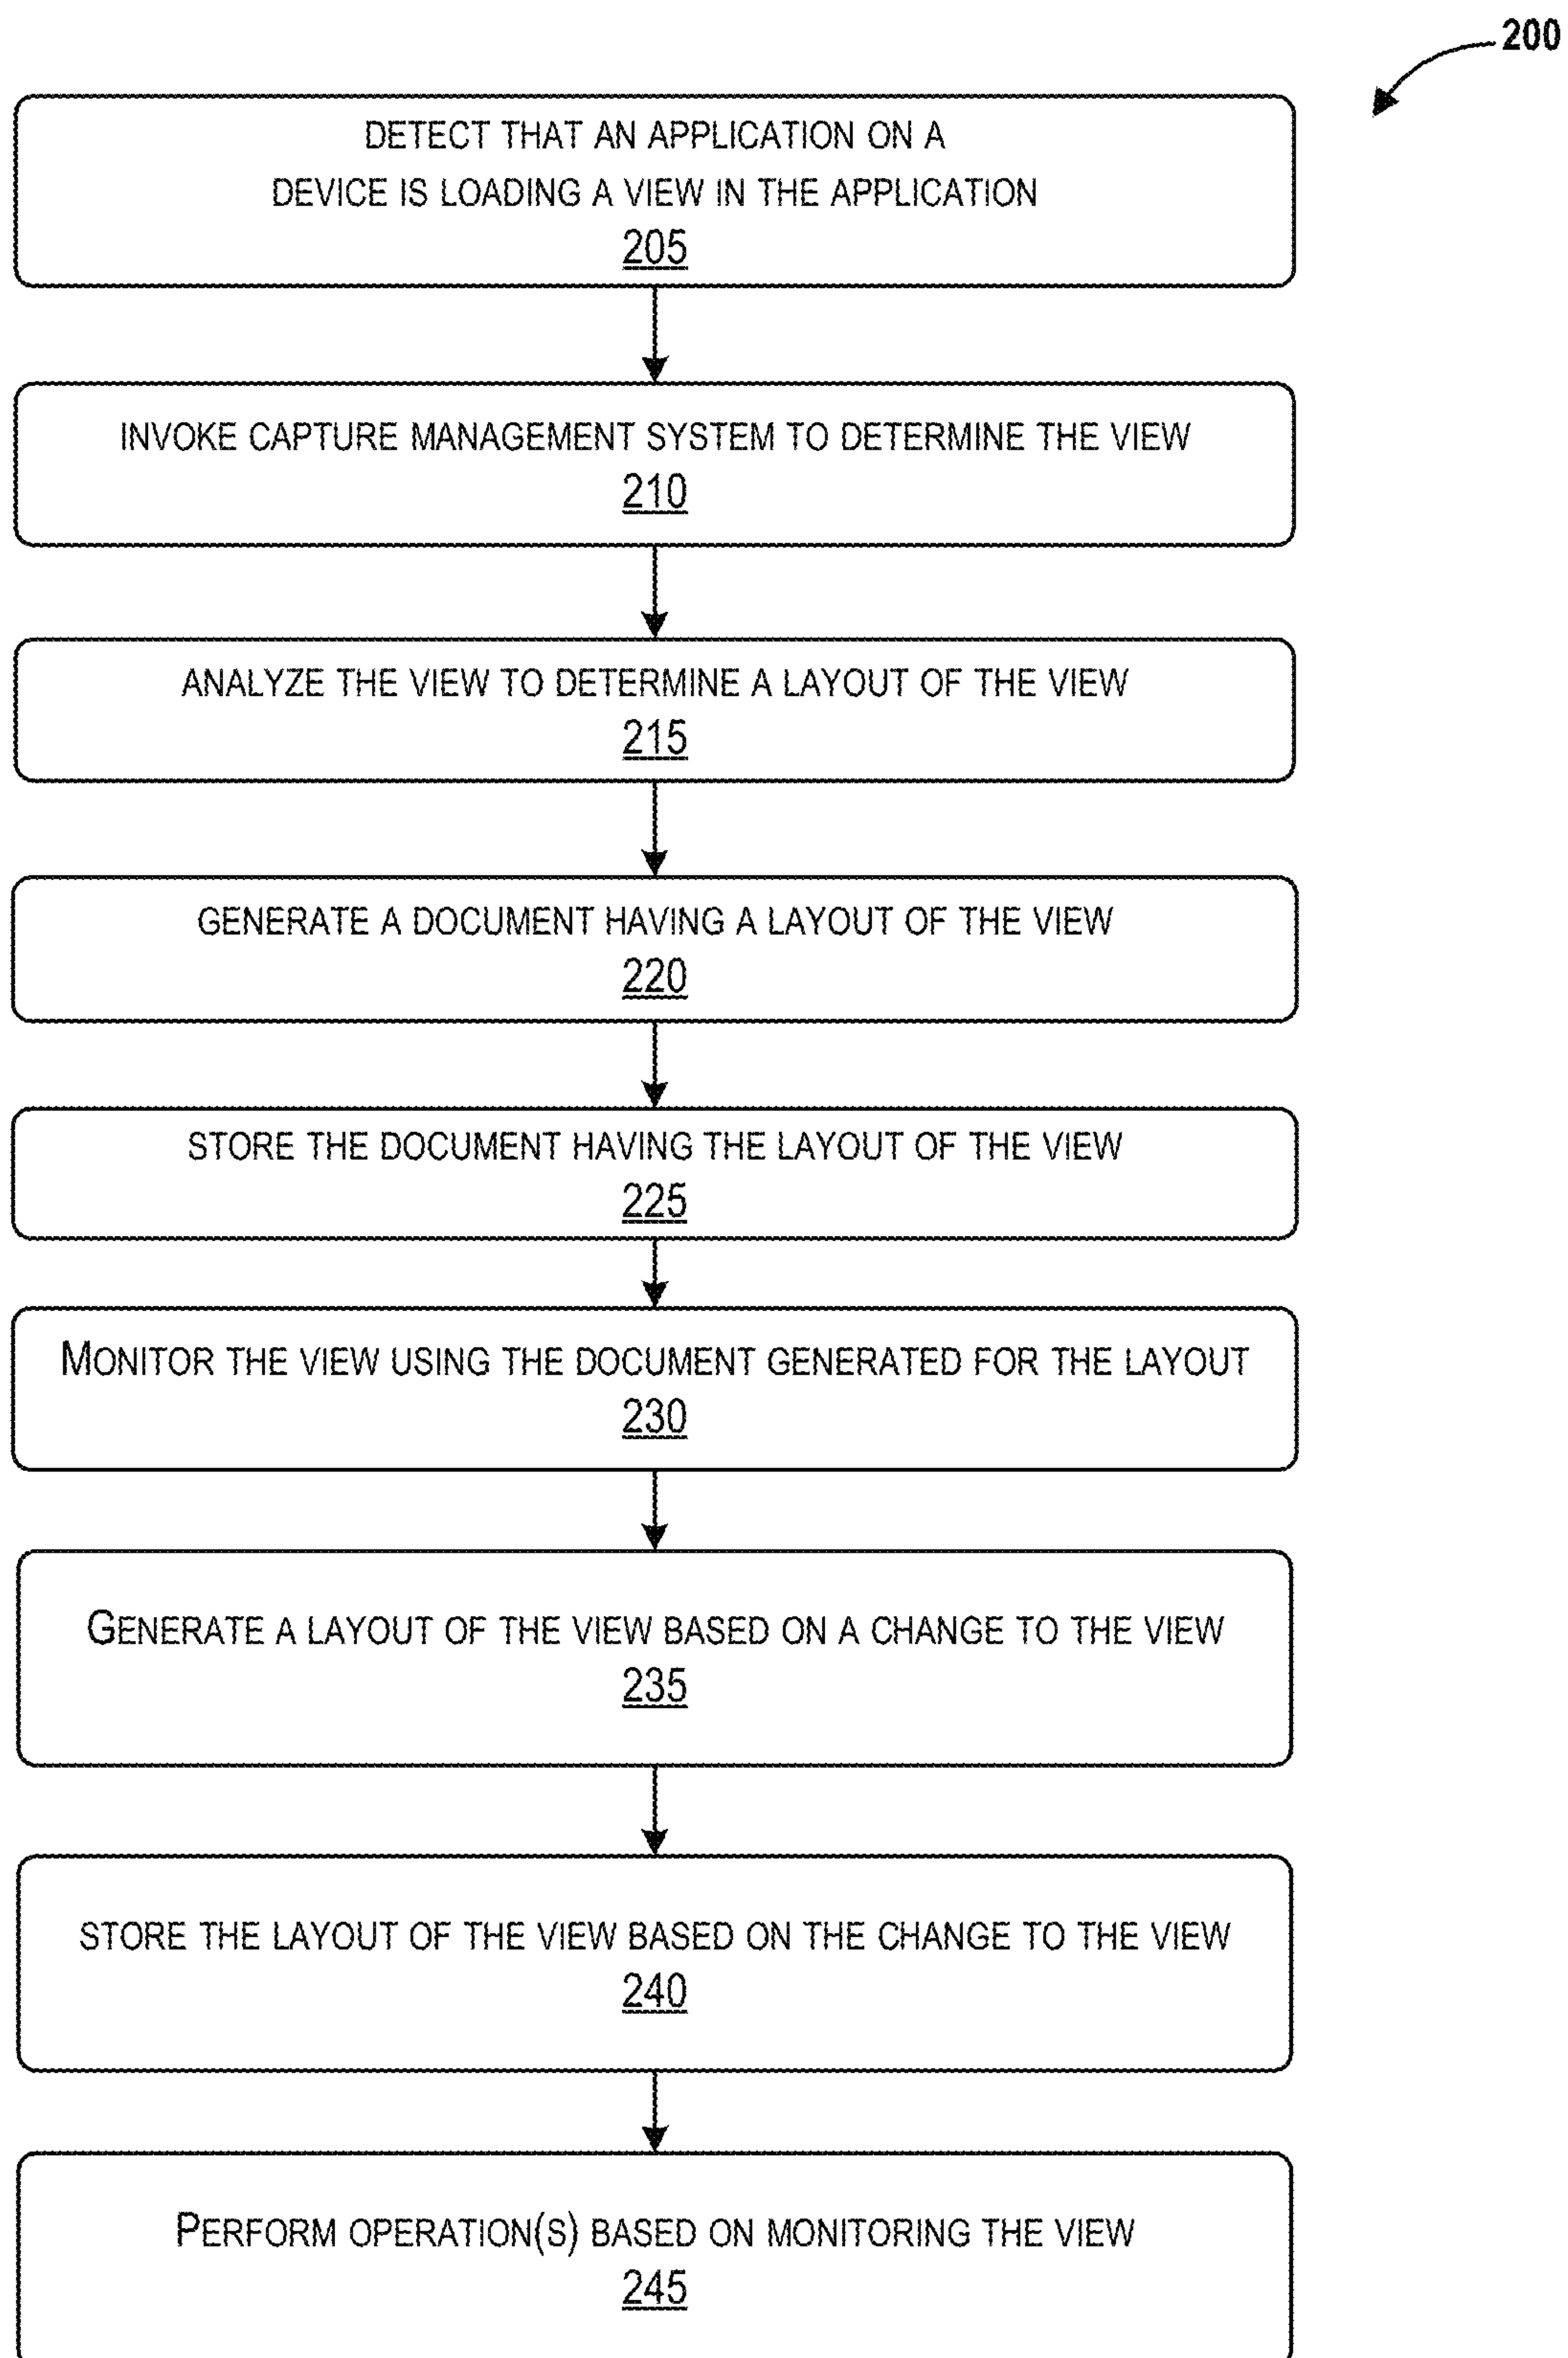 200
DETECT THAT AN APPLICATION ON A
DEVICE IS LOADING A VIEW IN THE APPLICATION
205
INVOKE CAPTURE MANAGEMENT SYSTEM TO DETERMINE THE VIEW
210
ANALYZE THE VIEW TO DETERMINE A LAYOUT OF THE VIEW
215
GENERATE A DOCUMENT HAVING A LAYOUT OF THE VIEW
220
STORE THE DOCUMENT HAVING THE LAYOUT OF THE VIEW
225
MONITOR THE VIEW USING THE DOCUMENT GENERATED FOR THE LAYOUT
230
GENERATE A LAYOUT OF THE VIEW BASED ON A CHANGE TO THE VIEW
235
STORE THE LAYOUT OF THE VIEW BASED ON THE CHANGE TO THE VIEW
240
PERFORM OPERATION(S) BASED ON MONITORING THE VIEW
245